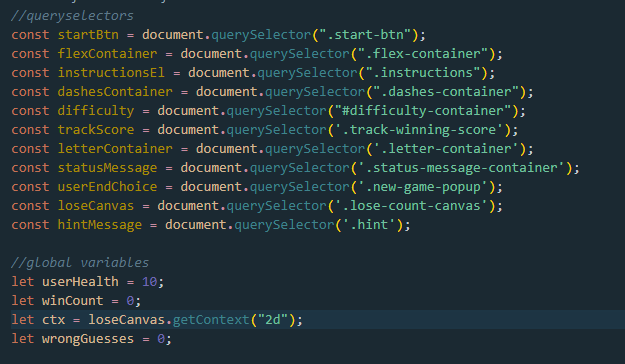 //queryselectors
const startBtn = document.querySelector(".start-btn");
const flexContainer = document.querySelector(".flex-container");
const instructionsEl = document.querySelector(".instructions");
const dashesContainer = document.querySelector(".dashes-container");
const difficulty = document.querySelector("#difficulty-container");
const trackScore = document.querySelector('.track-winning-score');
const letterContainer = document.querySelector('.letter-container');
const statusMessage = document.querySelector('.status-message-container');
const userEndChoice = document.querySelector('.new-game-popup');
const loseCanvas = document.querySelector('.lose-count-canvas');
const hintMessage = document.querySelector('.hint');
//global variables
let userHealth = 10;
let winCount = 0;
let ctx = loseCanvas.getContext("2d");
let wrongGuesses = 0;